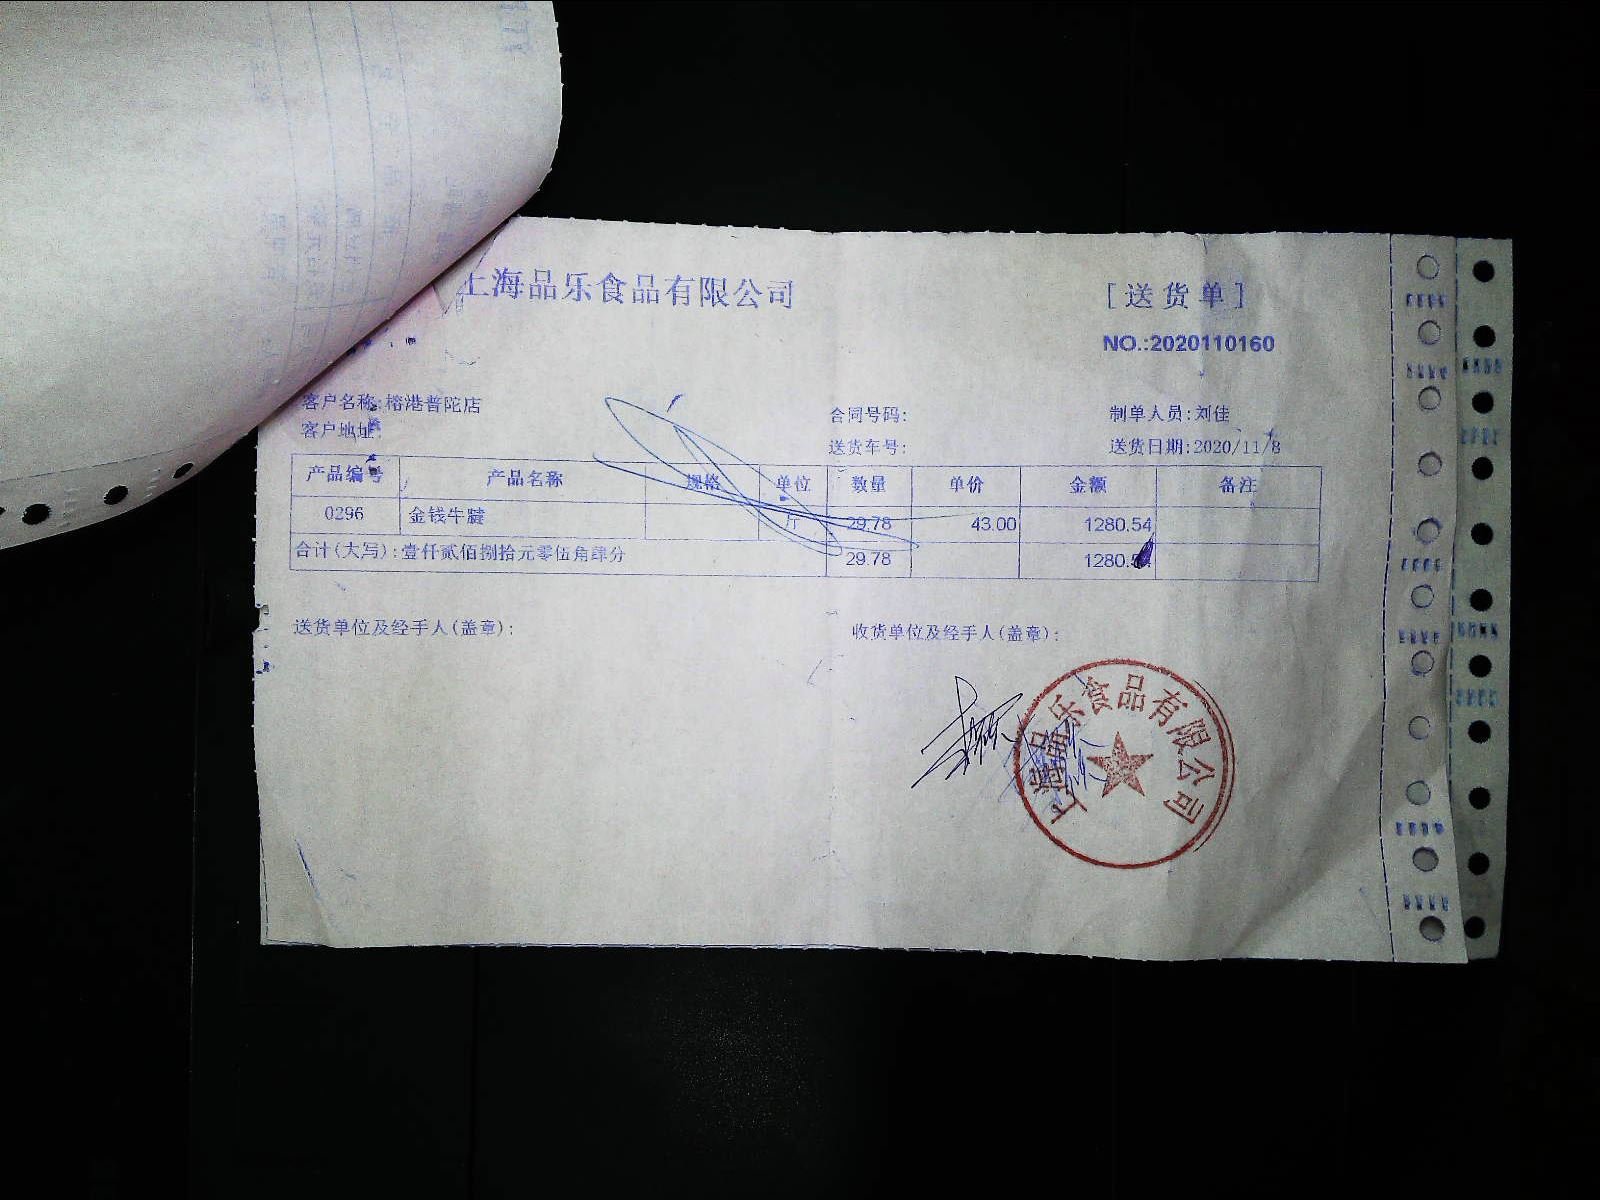 上海品乐食品有限公司 [送货单]
NO.:2020110160
客户名称:榕港普陀店 合同号码: 制单人员:刘佳
客户地址: 送货车号: 送货日期:2020/11/8
产品编号 产品名称 规格 单位 数量 单价 金额 备注
0296 金钱牛腱 斤 29.78 43.00 1280.54
合计(大写):壹仟贰佰捌拾元零伍角肆分 29.78 1280.54
送货单位及经手人(盖章): 收货单位及经手人(盖章):
上海品乐食品有限公司